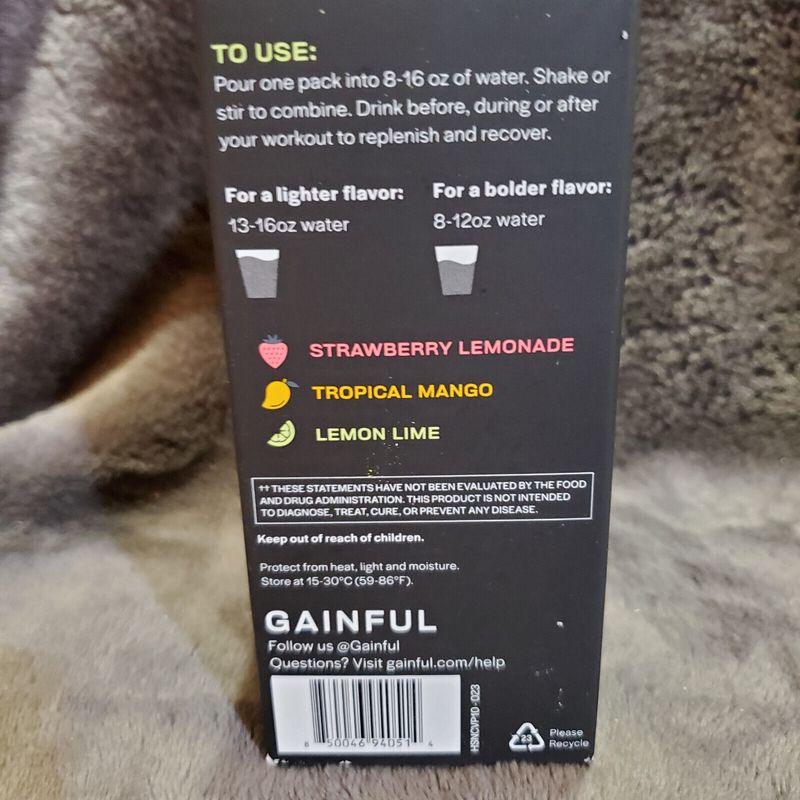 TO USE:
Pour one pack into 8-16 oz of water. Shake or
stir to combine. Drink before, during or after
your workout to replenish and recover.
For a lighter flavor:
13-16oz water
For a bolder flavor:
8-12oz water
STRAWBERRY LEMONADE
TROPICAL MANGO
LEMON LIME
†† THESE STATEMENTS HAVE NOT BEEN EVALUATED BY THE FOOD
AND DRUG ADMINISTRATION. THIS PRODUCT IS NOT INTENDED
TO DIAGNOSE, TREAT, CURE, OR PREVENT ANY DISEASE.
Keep out of reach of children.
Protect from heat, light and moisture.
Store at 15-30°C (59-86°F).
GAINFUL
Follow us @Gainful
Questions? Visit gainful.com/help
8 50046 94051 4
HSNCVP10-023
23
Please
Recycle